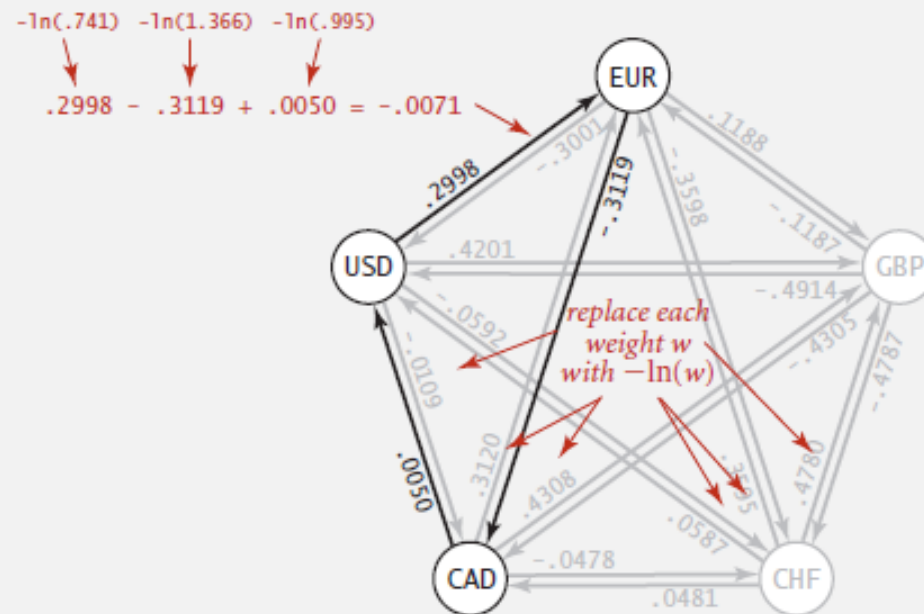 -ln(.741) -ln(1.366) -ln(.995)
.2998 - .3119 + .0050 = -.0071
EUR
.2998
-.3001
-.3119
-.3598
.1188
-.1187
USD
.4201
GBP
-.4914
-.0592
-.0109
replace each
weight w
with −ln(w)
-.4305
-.4787
.0050
.3120
.4308
.0587
.3595
.4780
CAD
-.0478
.0481
CHF